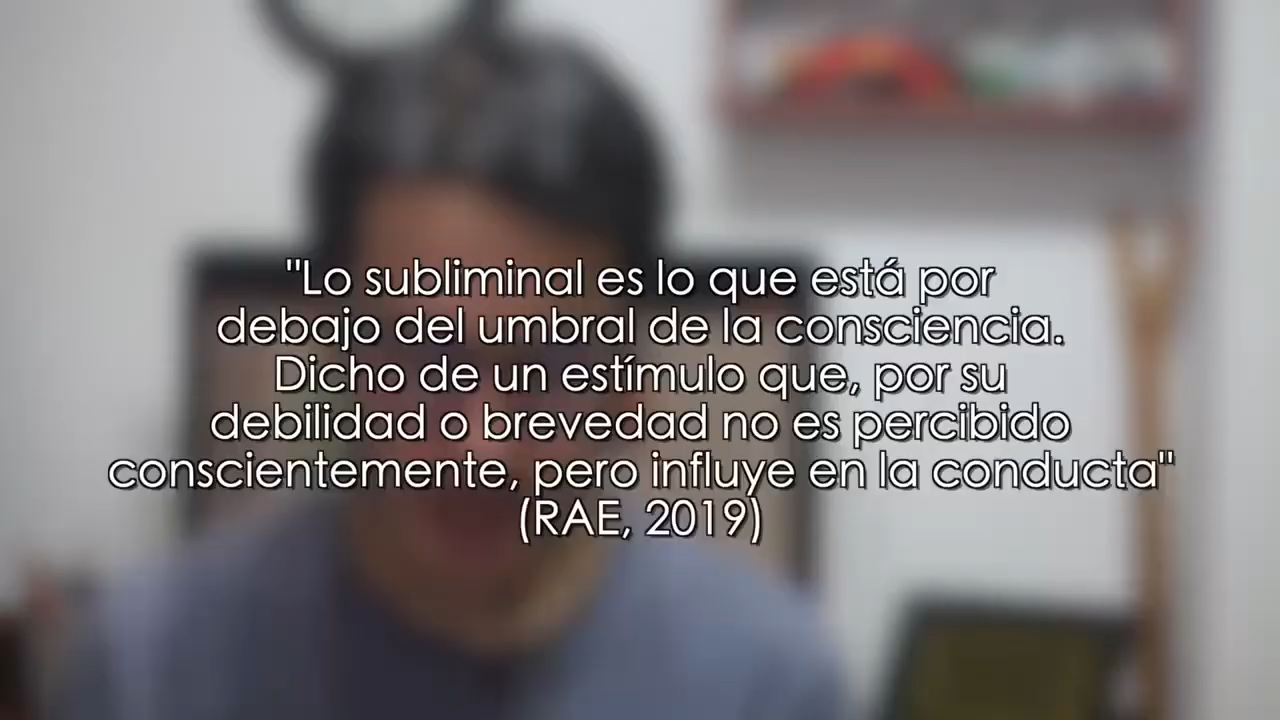 "Lo subliminal es lo que está por
debajo del umbral de la consciencia.
Dicho de un estímulo que, por su
debilidad o brevedad no es percibido
conscientemente, pero influye en la conducta"
(RAE, 2019)